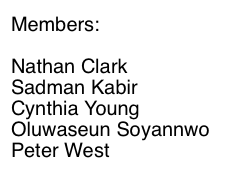 Members:
Nathan Clark
Sadman Kabir
Cynthia Young
Oluwaseun Soyannwo
Peter West